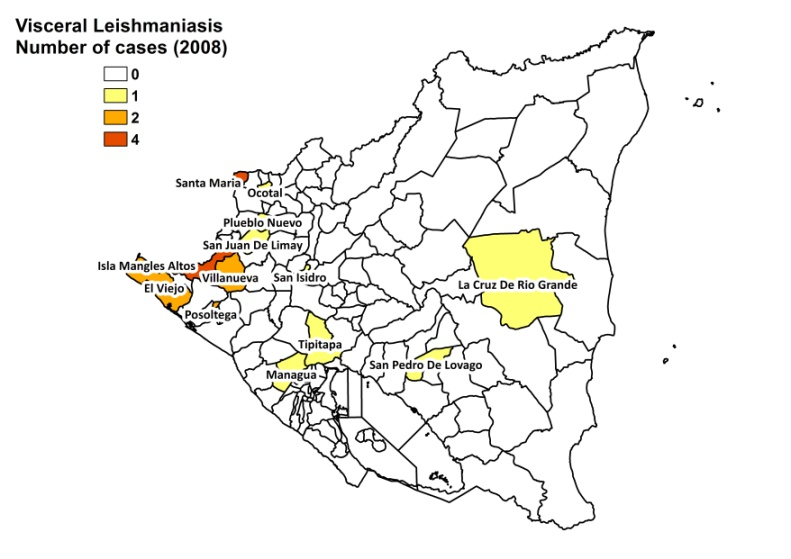 Visceral Leishmaniasis
Number of cases (2008)
0
1
2
4
Santa Maria
Ocotal
Plueblo Nuevo
San Juan De Limay
Isla Mangles Altos
Villanueva
San Isidro
El Viejo
La Cruz De Rio Grande
Posoltega
Tipitapa
San Pedro De Lovago
Managua